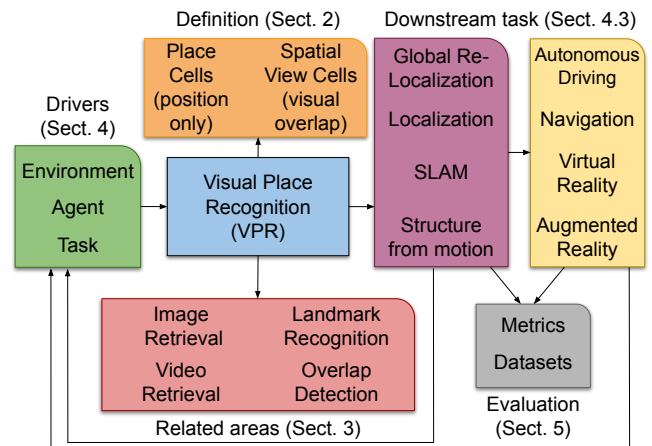 Definition (Sect. 2)
Place
Cells
(position
only)
Spatial
View Cells
(visual
overlap)
Downstream task (Sect. 4.3)
Global Re-
Localization
Localization
SLAM
Structure
from motion
Autonomous
Driving
Navigation
Virtual
Reality
Augmented
Reality
Drivers
(Sect. 4)
Environment
Agent
Task
Visual Place
Recognition
(VPR)
Image
Retrieval
Landmark
Recognition
Video
Retrieval
Overlap
Detection
Related areas (Sect. 3)
Metrics
Datasets
Evaluation
(Sect. 5)